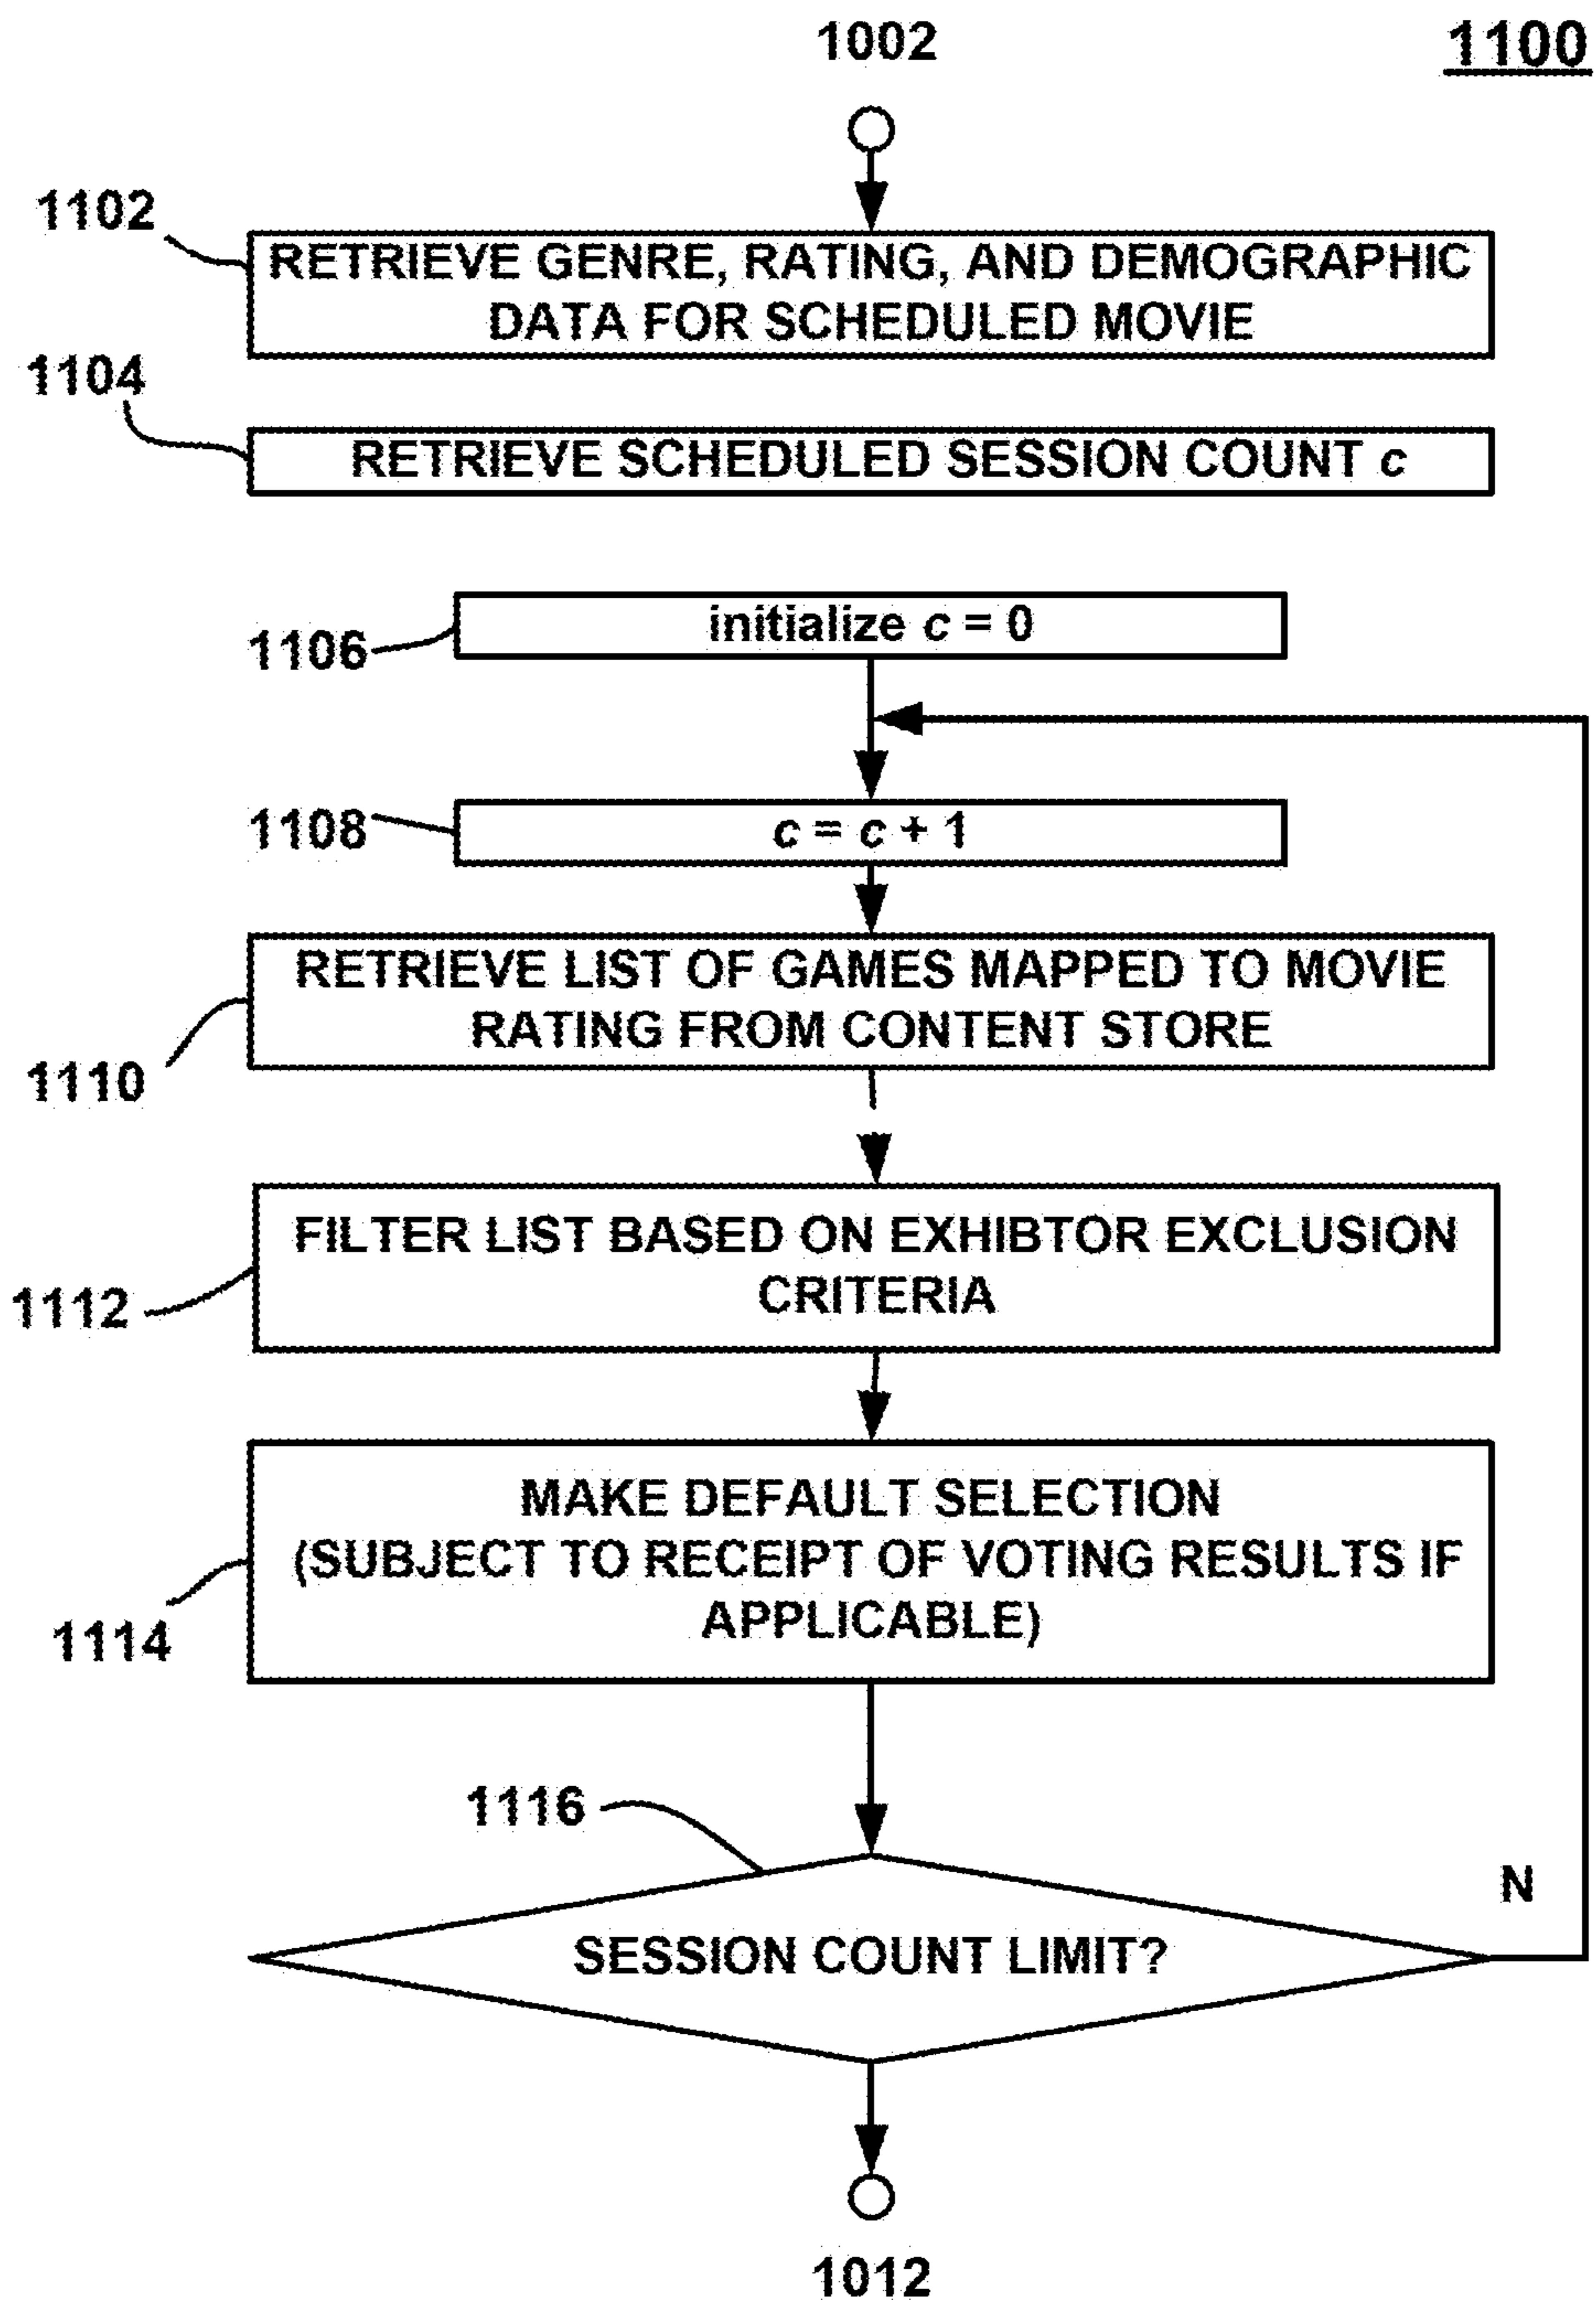 1002
1100
1102
RETRIEVE GENRE, RATING, AND DEMOGRAPHIC
DATA FOR SCHEDULED MOVIE
1104
RETRIEVE SCHEDULED SESSION COUNT c
initialize c = 0
1106
c = c + 1
1108
RETRIEVE LIST OF GAMES MAPPED TO MOVIE
RATING FROM CONTENT STORE
1110
FILTER LIST BASED ON EXHIBTOR EXCLUSION
CRITERIA
1112
MAKE DEFAULT SELECTION
(SUBJECT TO RECEIPT OF VOTING RESULTS IF
APPLICABLE)
1114
1116
N
SESSION COUNT LIMIT?
1012